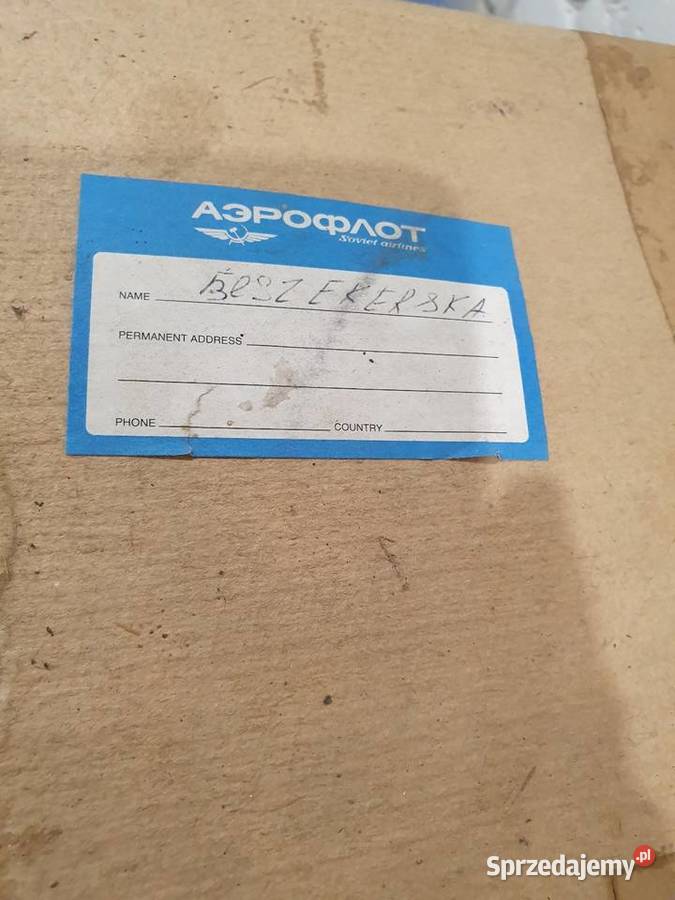 АЭРОФЛОТ
Soviet airlines
NAME
PERMANENT ADDRESS
PHONE COUNTRY
Sprzedajemy.pl